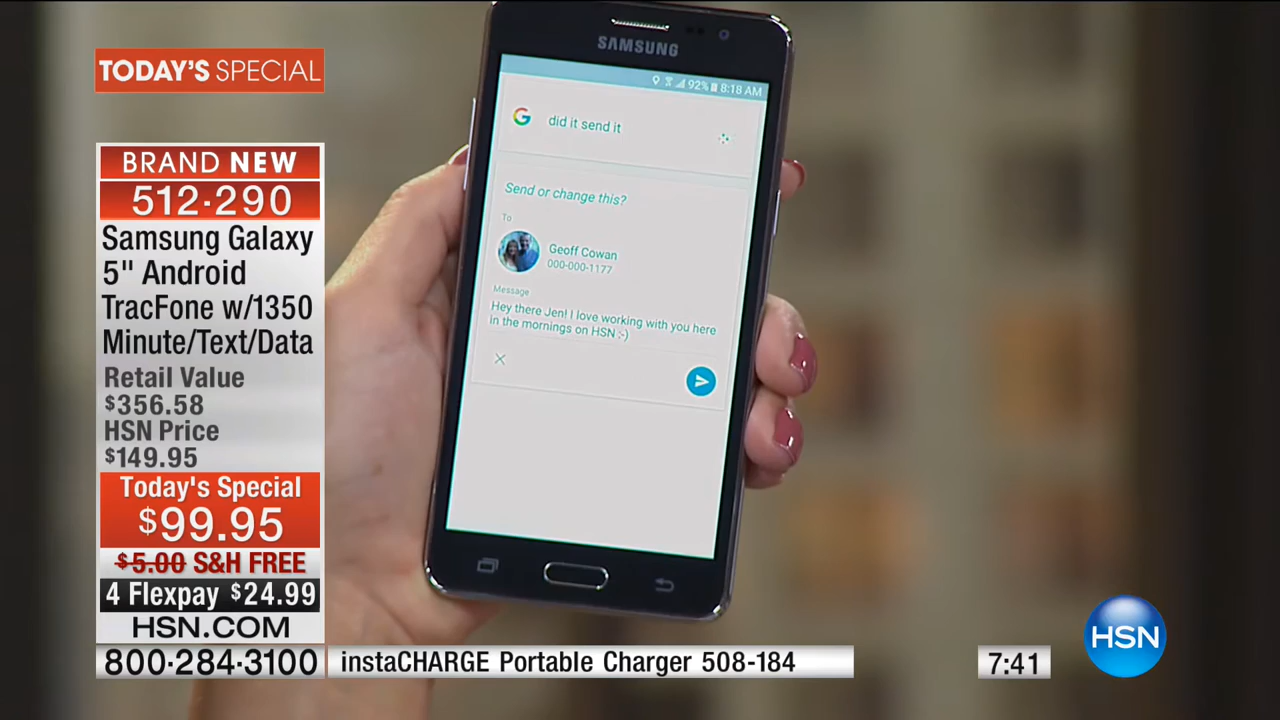 TODAY'S SPECIAL
BRAND NEW
512·290
Samsung Galaxy
5" Android
TracFone w/1350
Minute/Text/Data
Retail Value
$356.58
HSN Price
$149.95
Today's Special
$99.95
$5.00 S&H FREE
4 Flexpay $24.99
HSN.COM
800·284·3100
instaCHARGE Portable Charger 508-184
7:41
HSN
SAMSUNG
92% 8:18 AM
G did it send it
Send or change this?
To
Geoff Cowan
000-000-1177
Message
Hey there Jen! I love working with you here
in the mornings on HSN :-)